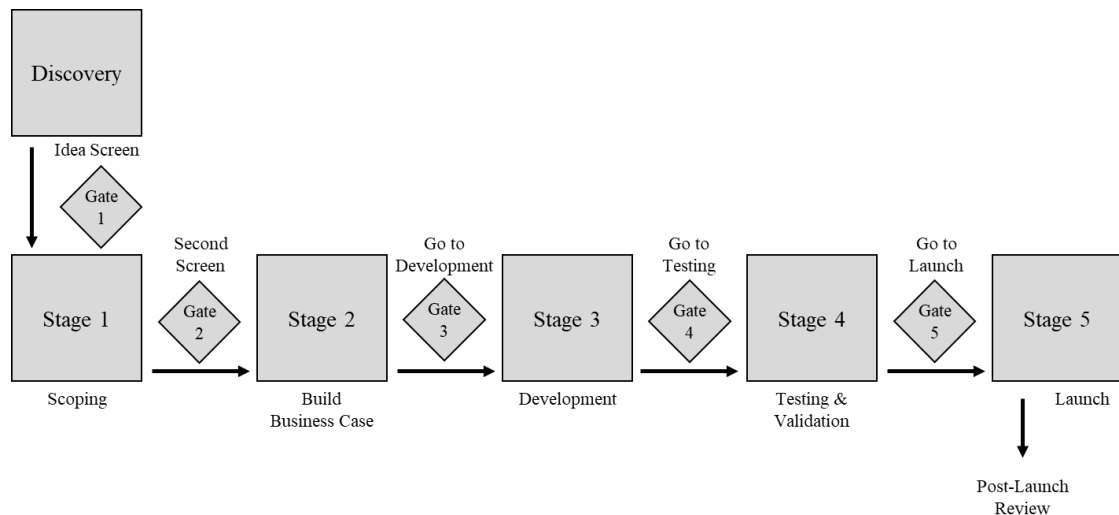 Discovery
Idea Screen
Gate
1
Second
Screen
Go to
Development
Go to
Testing
Go to
Launch
Stage 1
Gate
2
Stage 2
Gate
3
Stage 3
Gate
4
Stage 4
Gate
5
Stage 5
Scoping
Build
Business Case
Development
Testing &
Validation
Launch
Post-Launch
Review